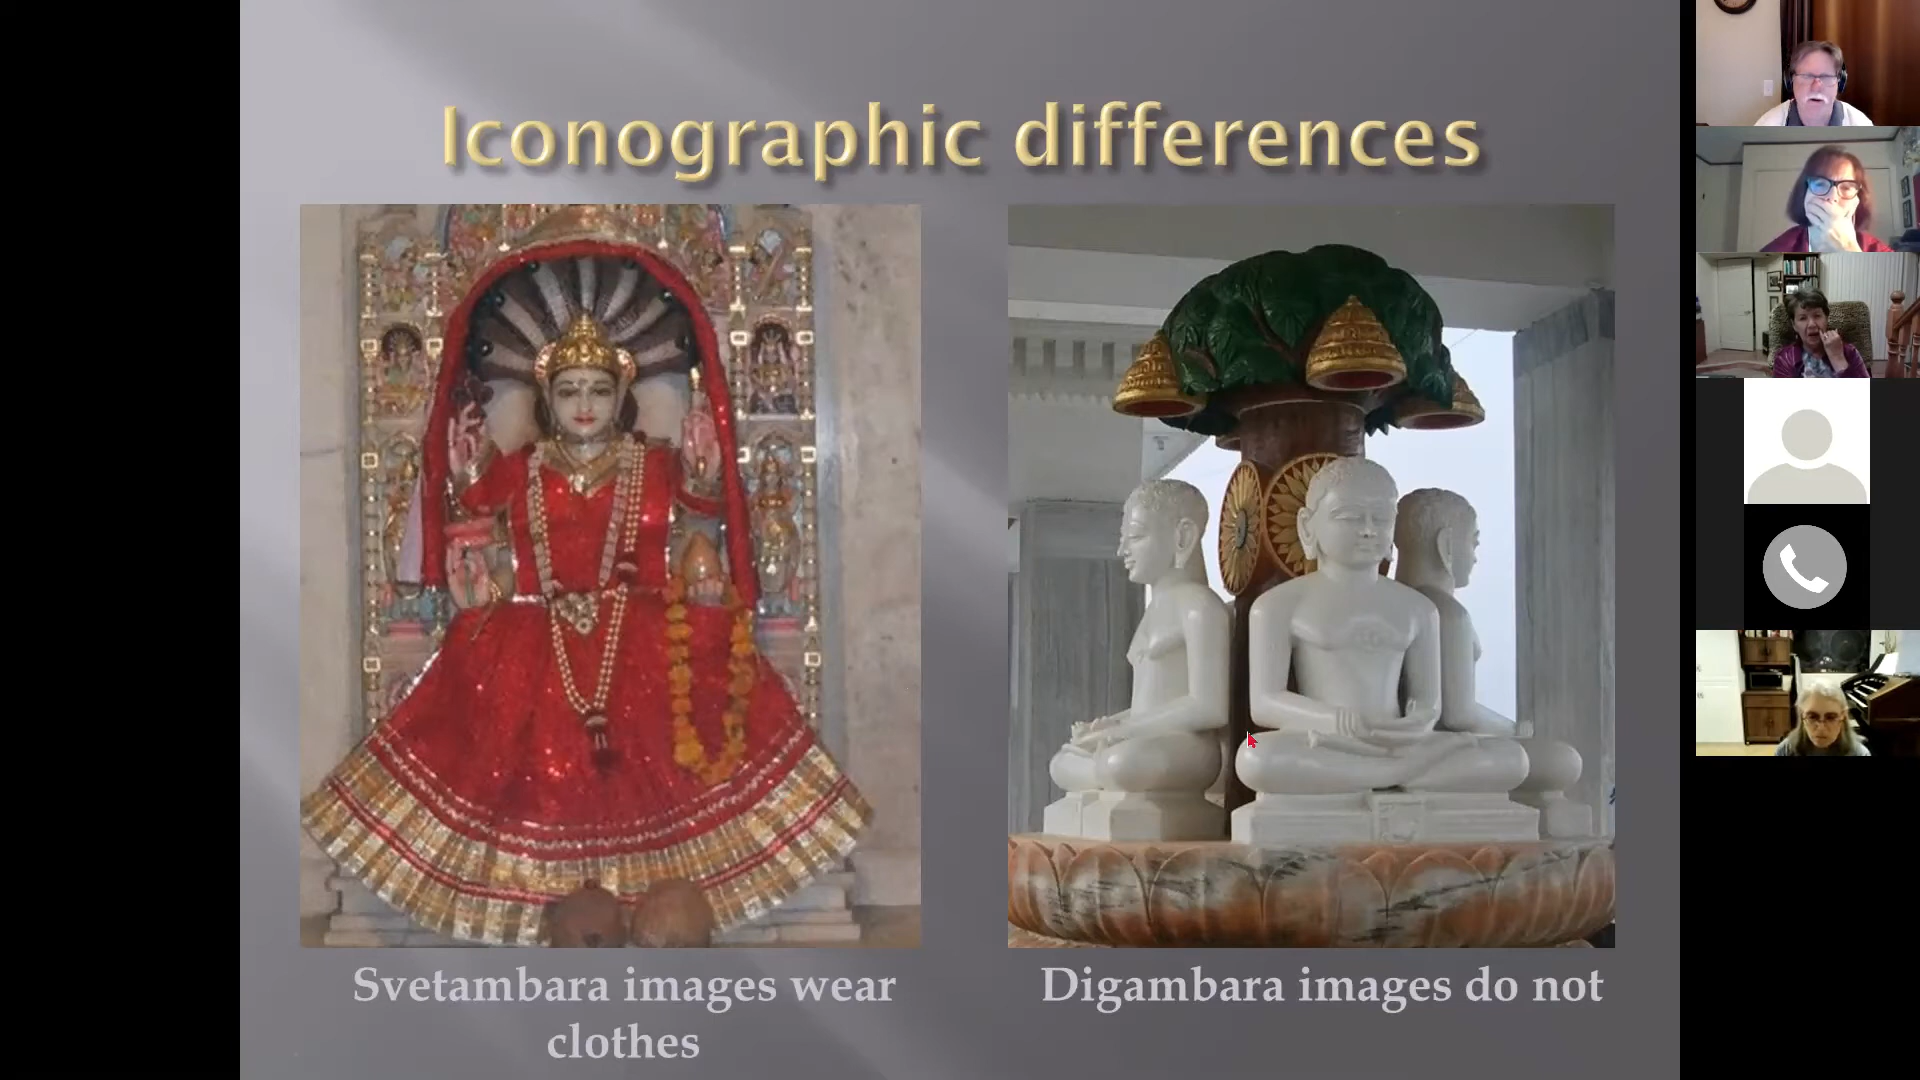 Iconographic differences
Svetambara images wear
clothes
Digambara images do not